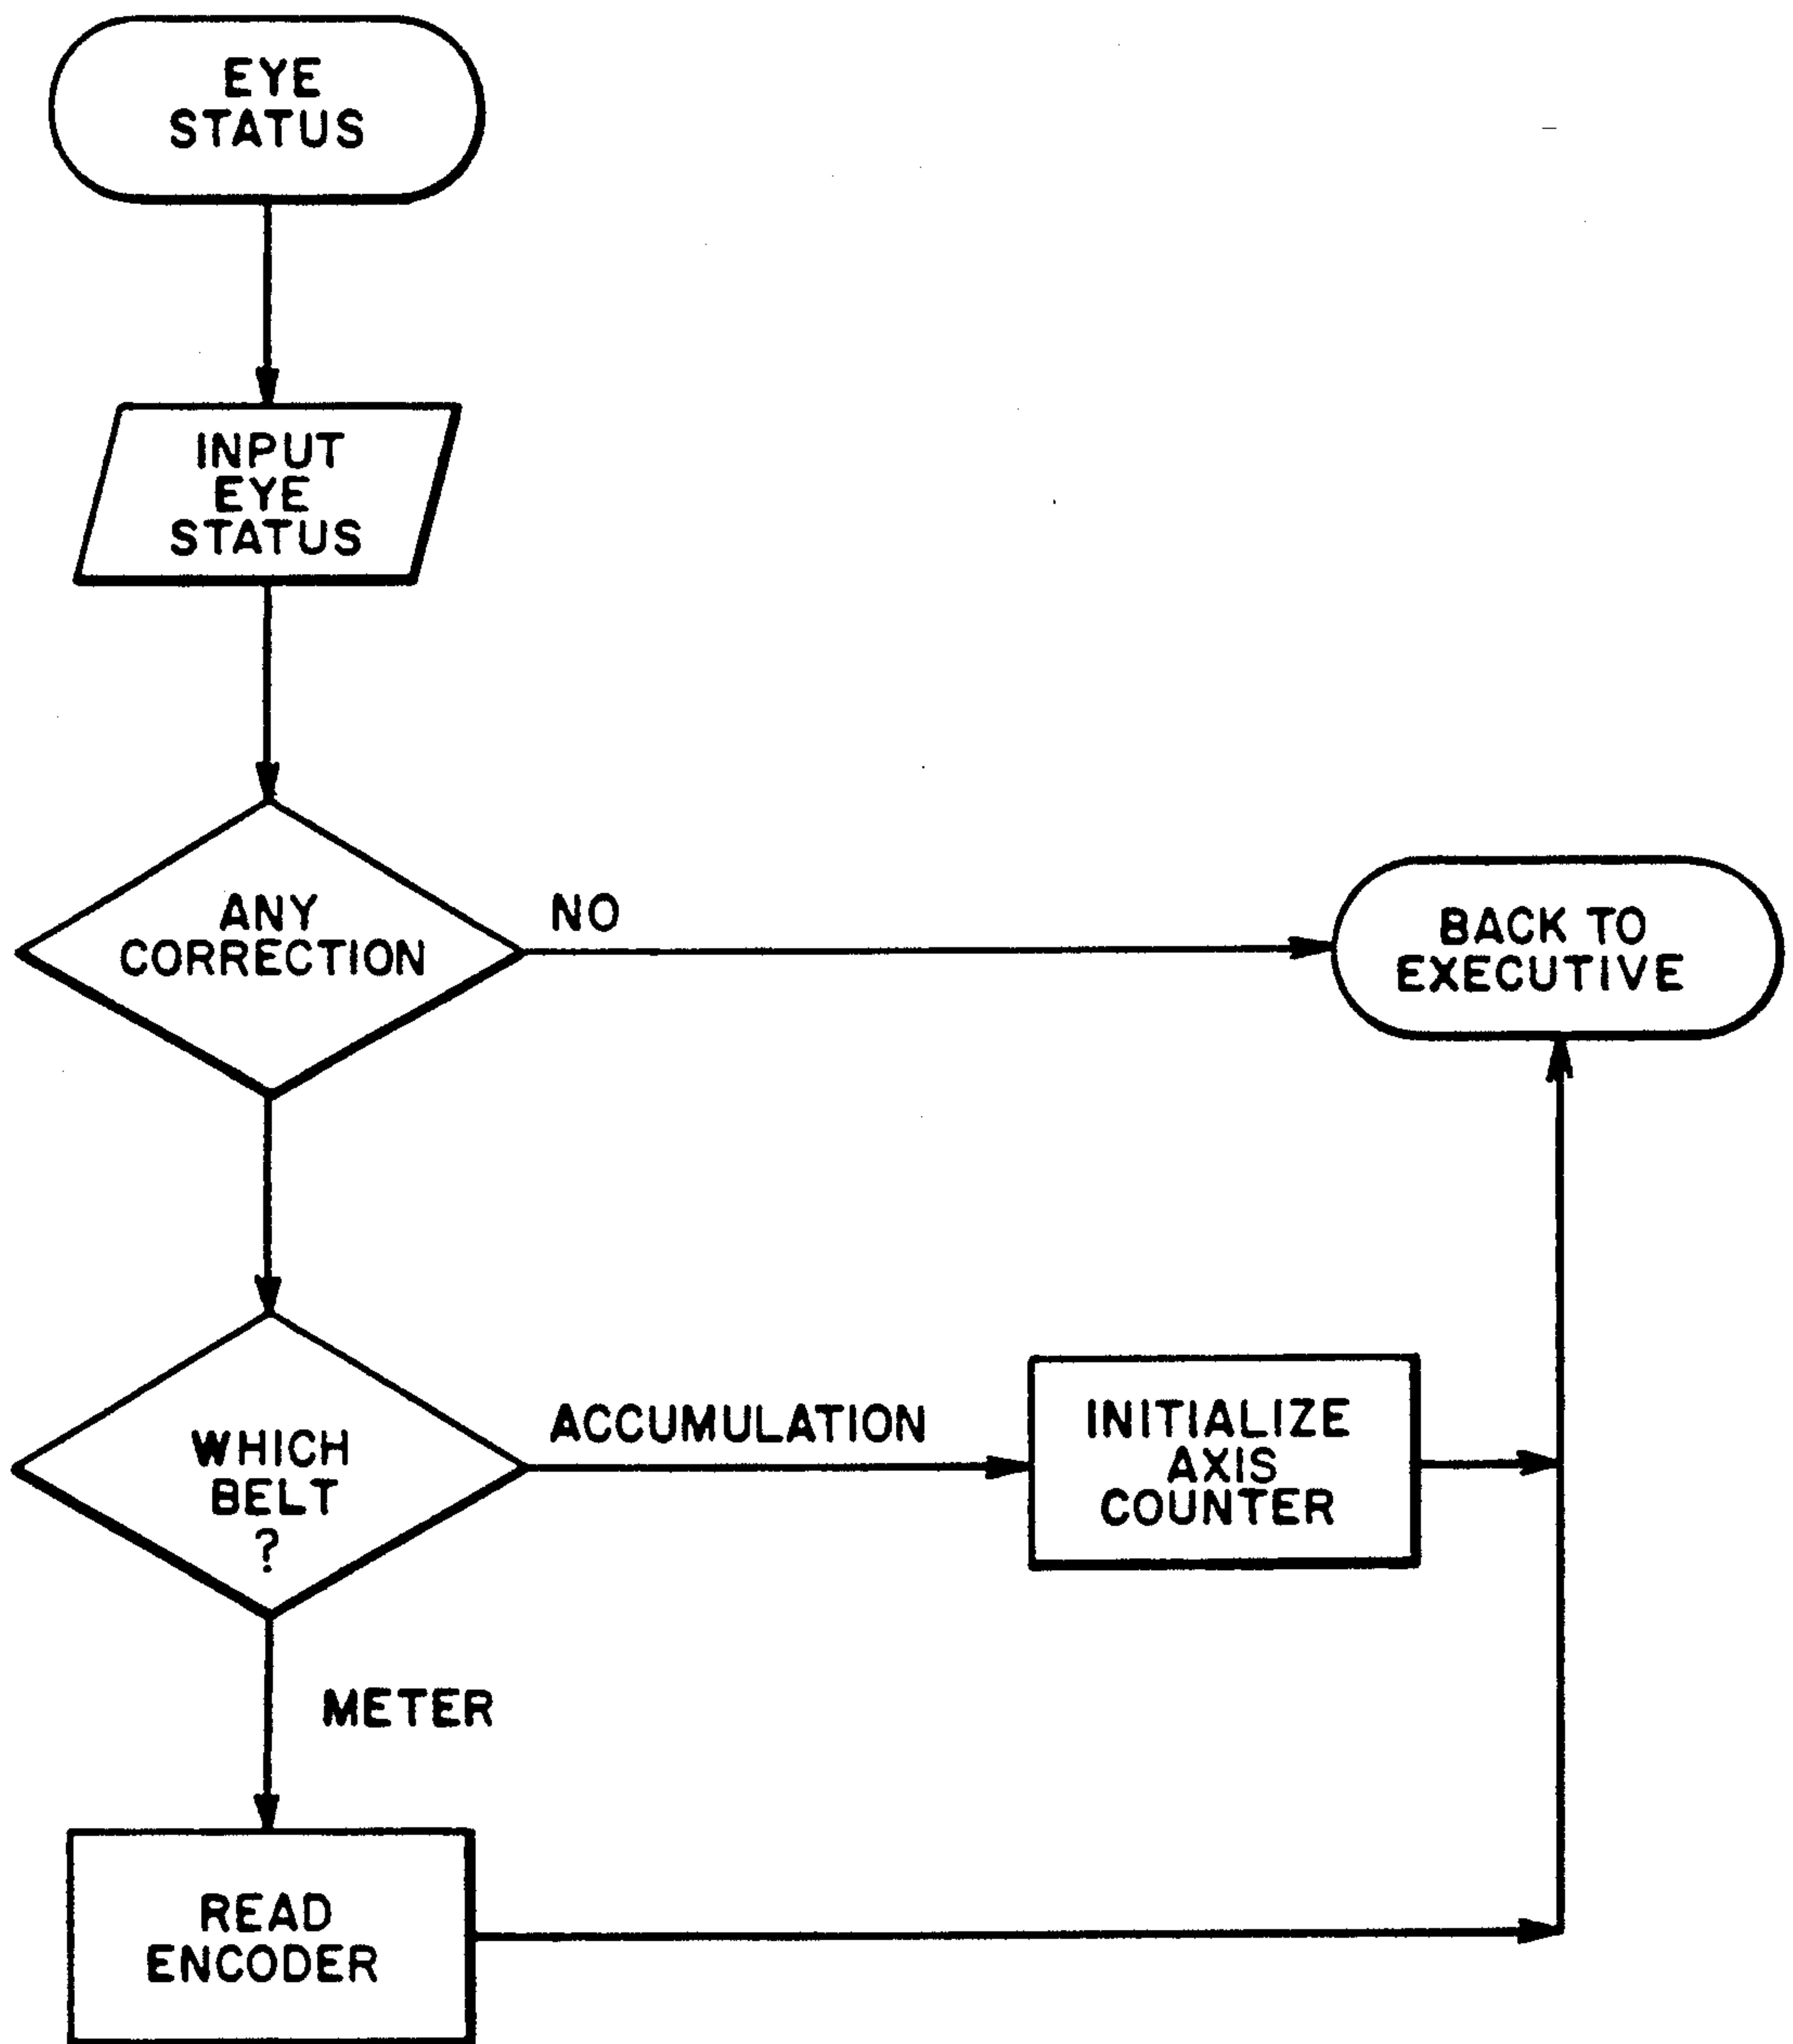 EYE
STATUS
INPUT
EYE
STATUS
ANY
CORRECTION
NO
BACK TO
EXECUTIVE
WHICH
BELT
?
ACCUMULATION
INITIALIZE
AXIS
COUNTER
METER
READ
ENCODER